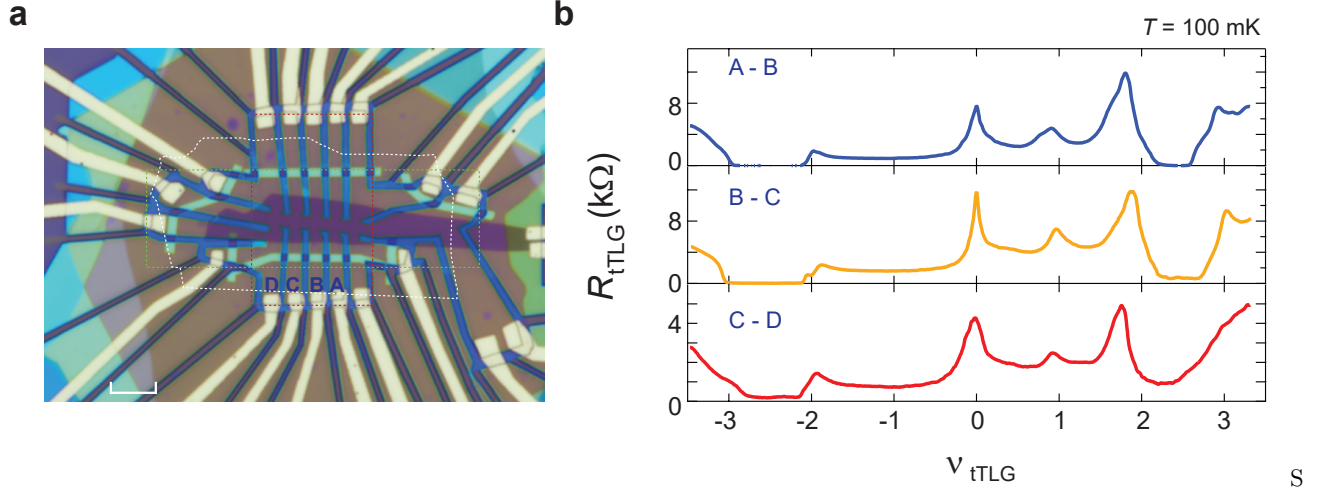 a
b
T = 100 mK
D C B A
A - B
8
0
B - C
8
0
C - D
4
0
R tTLG (kΩ)
-3 -2 -1 0 1 2 3
ν tTLG
S